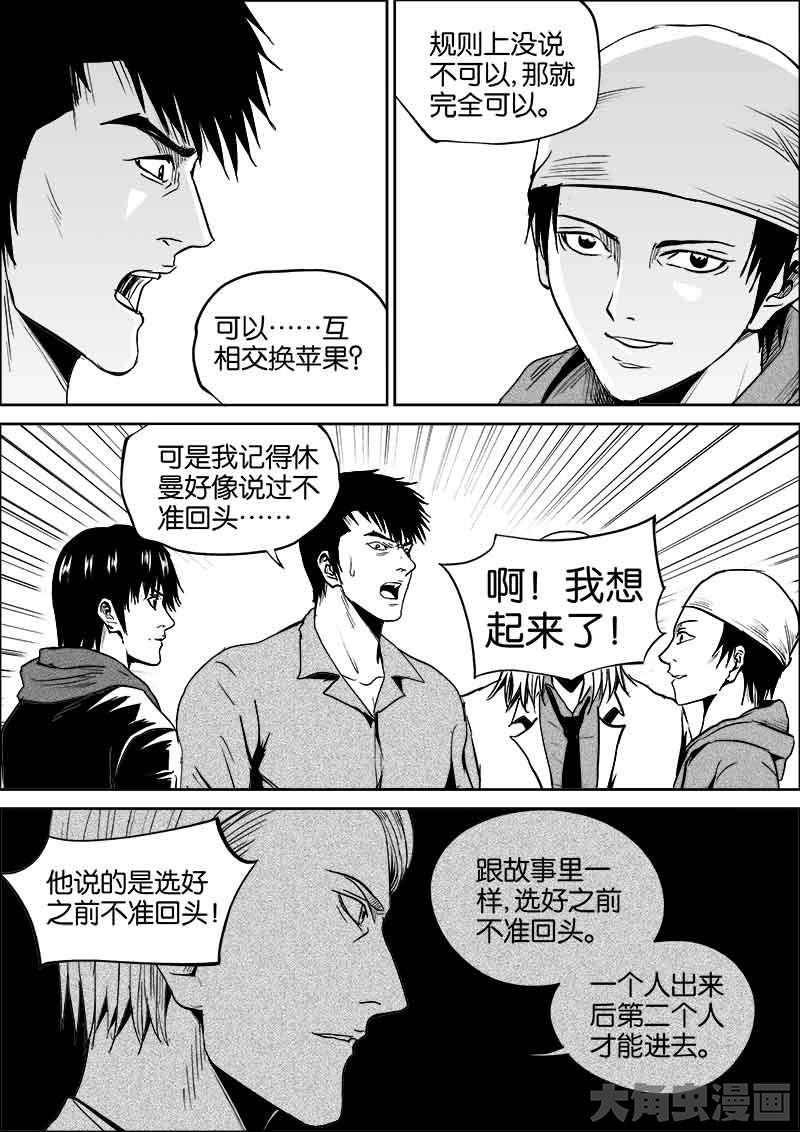 可以……互
相交换苹果？
规则上没说
不可以，那就
完全可以。
可是我记得休
曼好像说过不
准回头……
啊！我想
起来了！
他说的是选好
之前不准回头！
跟故事里一
样，选好之前
不准回头。
一个人出来
后第二个人
才能进去。
大角虫漫画